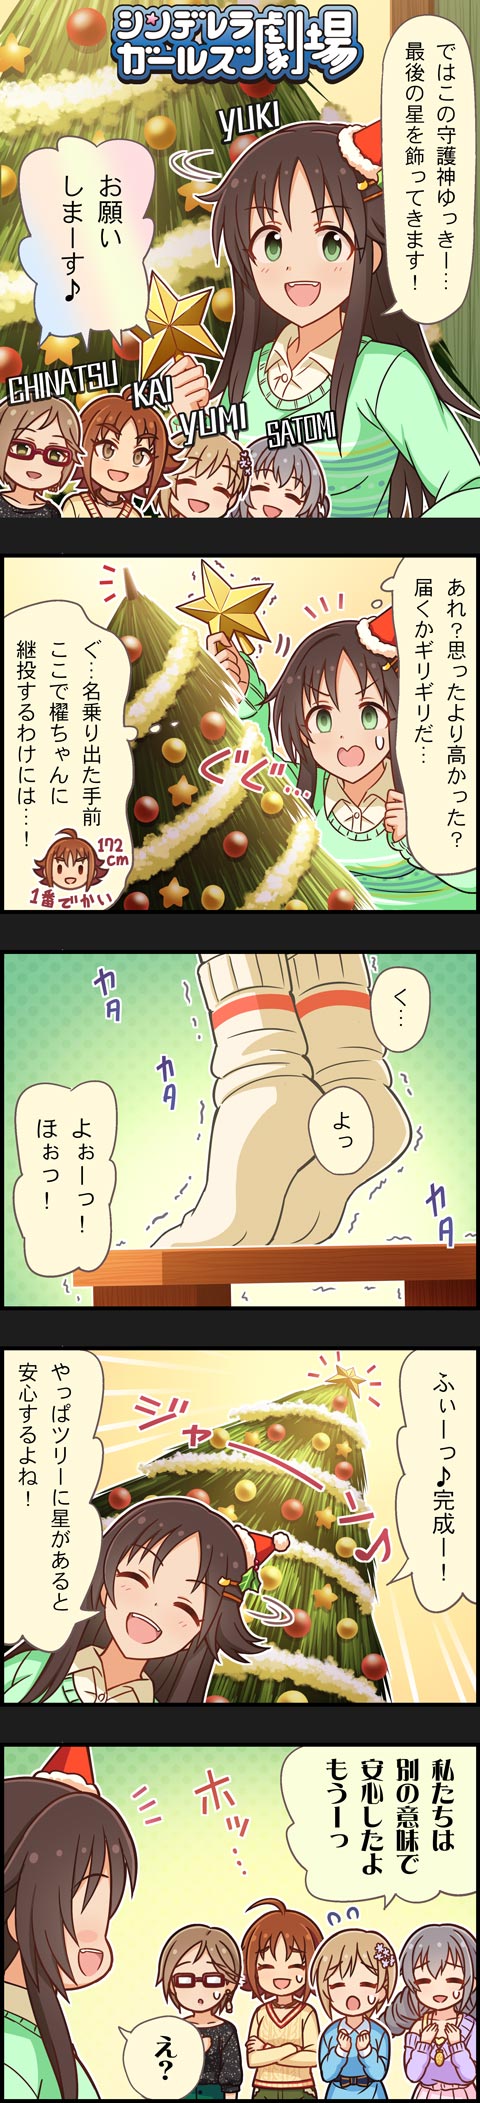 シンデレラ
ガールズ劇場
ではこの守護神ゆっきー…
最後の星を飾ってきます！
YUKI
お願い
しまーす♪
CHINATSU
KAI
YUMI
SATOMI
あれ？思ったより高かった？
届くかギリギリだ…
ぐぐ…
ぐ…名乗り出た手前
ここで櫂ちゃんに
継投するわけには…！
172
cm
1番でかい
く…
カタ
カタ
よっ
よぉーっ！
ほぉっ！
カタ
ふぃーっ♪完成ー！
ジャーーン♪
やっぱツリーに星があると
安心するよね！
私たちは
別の意味で
安心したよ
もうーっ
ホッ…
え？